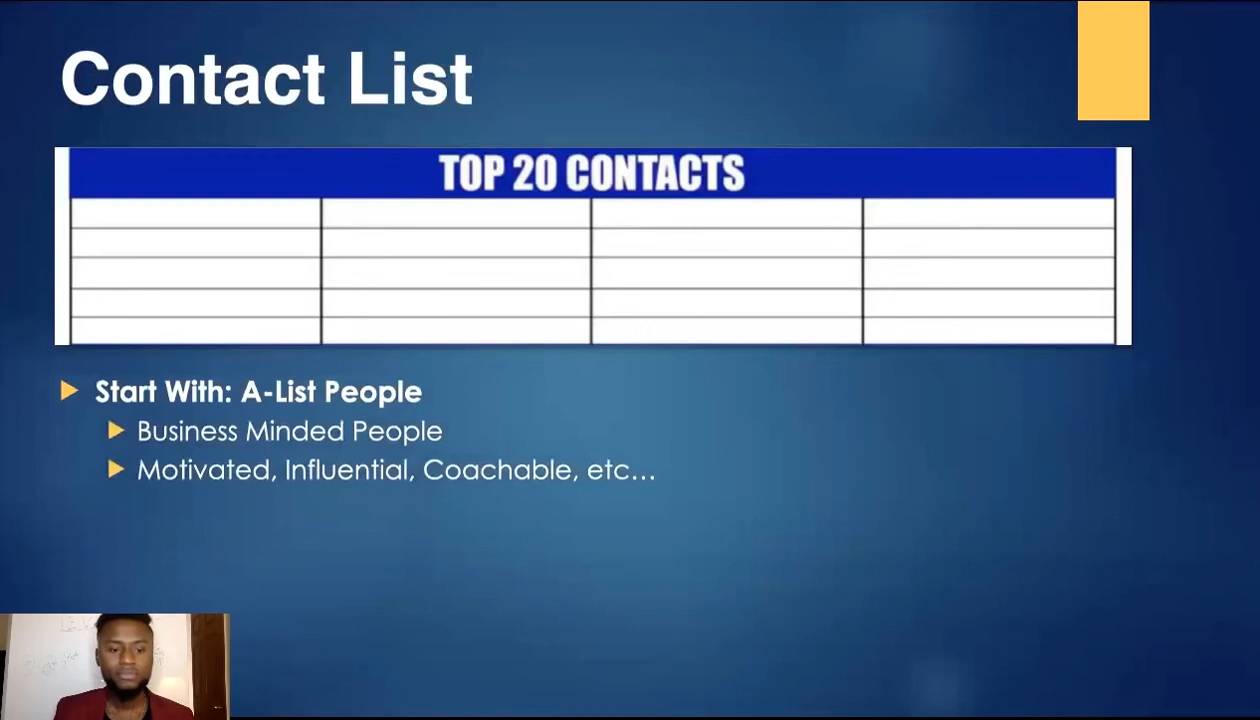 Contact List
TOP 20 CONTACTS
Start With: A-List People
Business Minded People
Motivated, Influential, Coachable, etc…